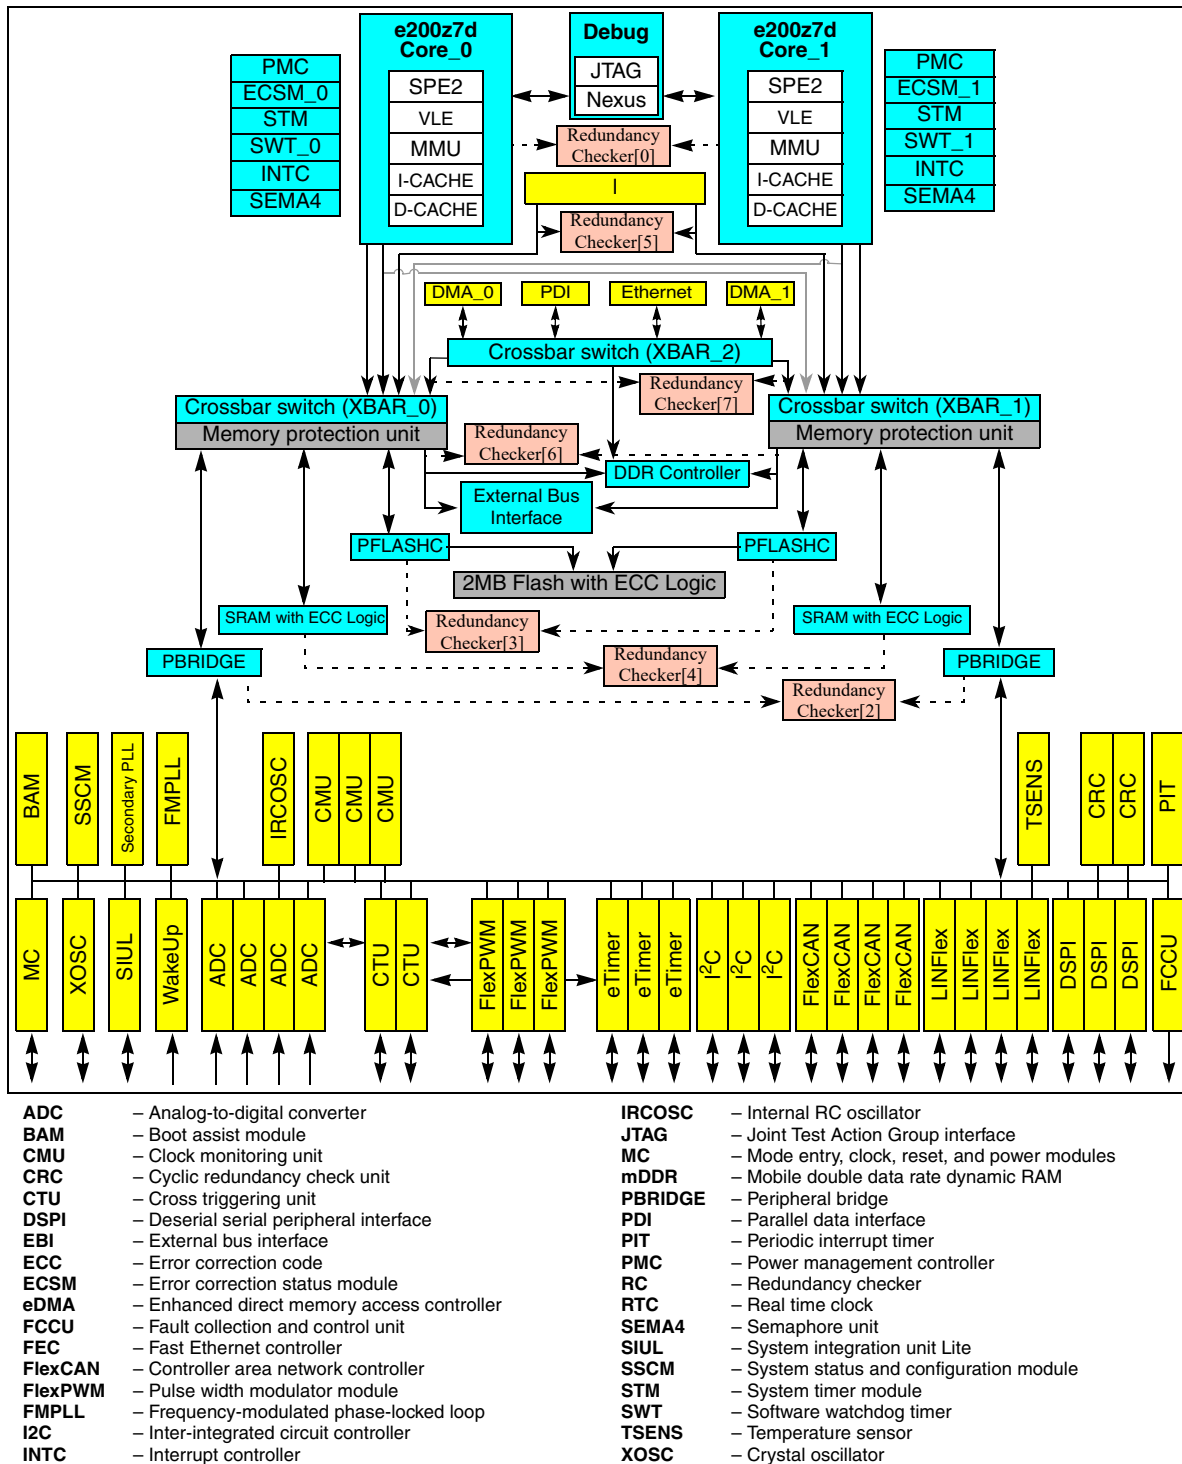 e200z7d
Core_0
SPE2
VLE
MMU
I-CACHE
D-CACHE
Debug
JTAG
Nexus
e200z7d
Core_1
SPE2
VLE
MMU
I-CACHE
D-CACHE
PMC
ECSM_0
STM
SWT_0
INTC
SEMA4
PMC
ECSM_1
STM
SWT_1
INTC
SEMA4
Redundancy
Checker[0]
I
Redundancy
Checker[5]
DMA_0
PDI
Ethernet
DMA_1
Crossbar switch (XBAR_2)
Redundancy
Checker[7]
Crossbar switch (XBAR_0)
Memory protection unit
Crossbar switch (XBAR_1)
Memory protection unit
Redundancy
Checker[6]
DDR Controller
External Bus
Interface
PFLASHC
PFLASHC
2MB Flash with ECC Logic
SRAM with ECC Logic
SRAM with ECC Logic
Redundancy
Checker[3]
PBRIDGE
Redundancy
Checker[4]
PBRIDGE
Redundancy
Checker[2]
BAM
SSCM
Secondary PLL
FMPLL
IRCOSC
CMU
CMU
CMU
TSENS
CRC
CRC
PIT
MC
XOSC
SIUL
WakeUp
ADC
ADC
ADC
ADC
CTU
CTU
FlexPWM
FlexPWM
FlexPWM
eTimer
eTimer
eTimer
I²C
I²C
I²C
FlexCAN
FlexCAN
FlexCAN
FlexCAN
LINFlex
LINFlex
LINFlex
LINFlex
DSPI
DSPI
DSPI
FCCU
ADC – Analog-to-digital converter
BAM – Boot assist module
CMU – Clock monitoring unit
CRC – Cyclic redundancy check unit
CTU – Cross triggering unit
DSPI – Deserial serial peripheral interface
EBI – External bus interface
ECC – Error correction code
ECSM – Error correction status module
eDMA – Enhanced direct memory access controller
FCCU – Fault collection and control unit
FEC – Fast Ethernet controller
FlexCAN – Controller area network controller
FlexPWM – Pulse width modulator module
FMPLL – Frequency-modulated phase-locked loop
I2C – Inter-integrated circuit controller
INTC – Interrupt controller
IRCOSC – Internal RC oscillator
JTAG – Joint Test Action Group interface
MC – Mode entry, clock, reset, and power modules
mDDR – Mobile double data rate dynamic RAM
PBRIDGE – Peripheral bridge
PDI – Parallel data interface
PIT – Periodic interrupt timer
PMC – Power management controller
RC – Redundancy checker
RTC – Real time clock
SEMA4 – Semaphore unit
SIUL – System integration unit Lite
SSCM – System status and configuration module
STM – System timer module
SWT – Software watchdog timer
TSENS – Temperature sensor
XOSC – Crystal oscillator